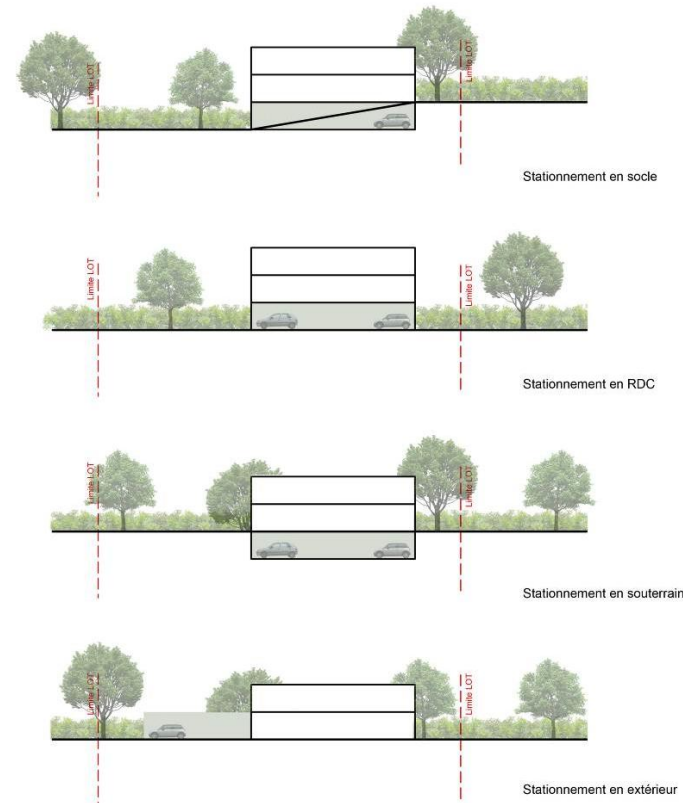 Limite LOT
Limite LOT
Stationnement en socle
Limite LOT
Limite LOT
Stationnement en RDC
Limite LOT
Limite LOT
Stationnement en souterrain
Limite LOT
Limite LOT
Stationnement en extérieur